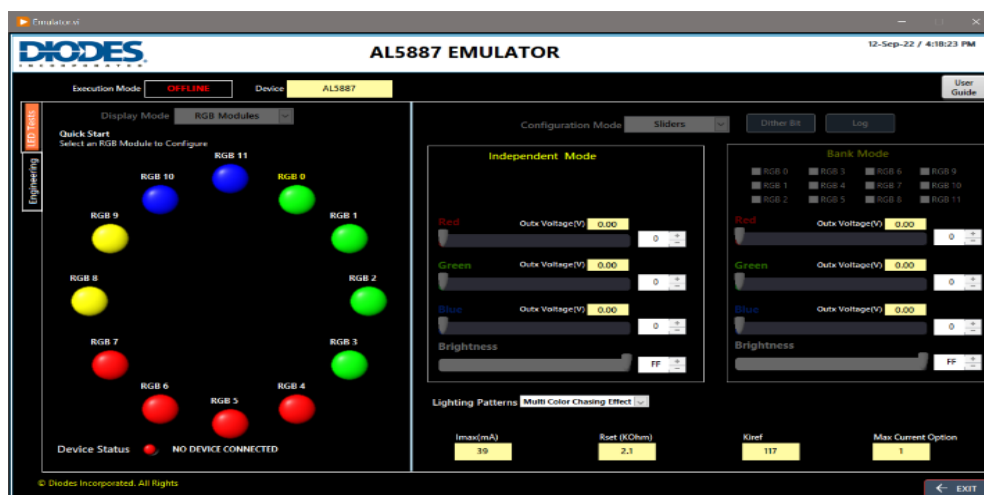 Emulator.vi
DIODES
INCORPORATED
AL5887 EMULATOR
12-Sep-22 / 4:18:23 PM
Execution Mode OFFLINE Device AL5887
User Guide
LED Tests
Engineering
Display Mode RGB Modules
Quick Start
Select an RGB Module to Configure
RGB 11
RGB 10
RGB 0
RGB 9
RGB 1
RGB 8
RGB 2
RGB 7
RGB 3
RGB 6
RGB 5
RGB 4
Device Status NO DEVICE CONNECTED
Configuration Mode Sliders Dither Bit Log
Independent Mode
Red Outx Voltage(V) 0.00
0
Green Outx Voltage(V) 0.00
0
Blue Outx Voltage(V) 0.00
0
Brightness
FF
Bank Mode
RGB 0 RGB 3 RGB 6 RGB 9
RGB 1 RGB 4 RGB 7 RGB 10
RGB 2 RGB 5 RGB 8 RGB 11
Red Outx Voltage(V) 0.00
0
Green Outx Voltage(V) 0.00
0
Blue Outx Voltage(V) 0.00
0
Brightness
FF
Lighting Patterns Multi Color Chasing Effect
Imax(mA) Rset (KOhm) Kiref Max Current Option
39 2.1 117 1
© Diodes Incorporated. All Rights
EXIT